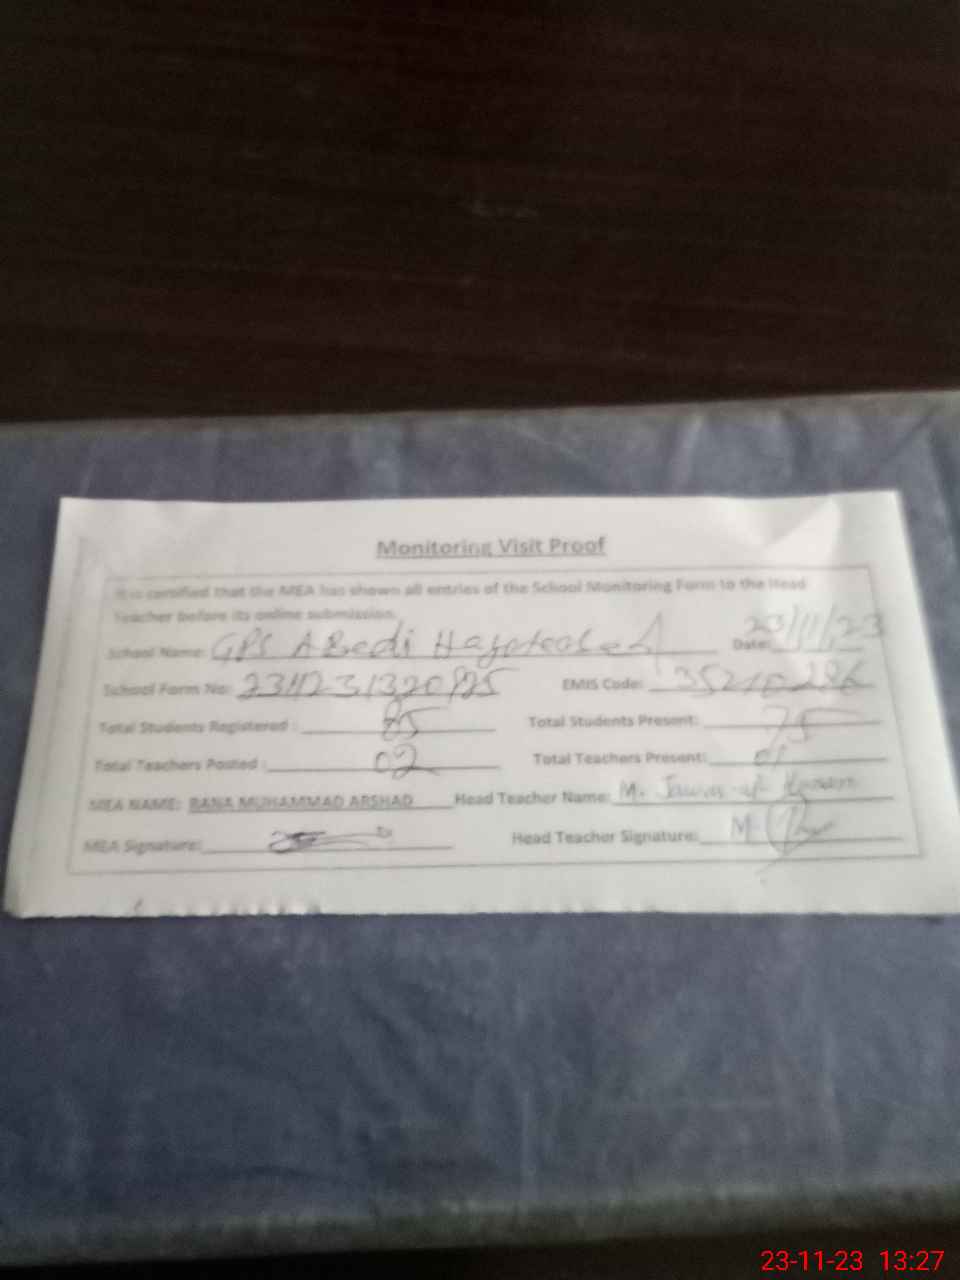 Monitoring Visit Proof
It is certified that the MEA has shown all entries of the School Monitoring Form to the Head
Teacher before its online submission.
School Name: GPS Abadi Date: 23/11/23
School Form No: EMIS Code: 35210286
Total Students Registered : 85 Total Students Present: 75
Total Teachers Posted : 02 Total Teachers Present: 01
MEA NAME: RANA MUHAMMAD ARSHAD Head Teacher Name: M.
MEA Signature: Head Teacher Signature: M.
23-11-23 13:27